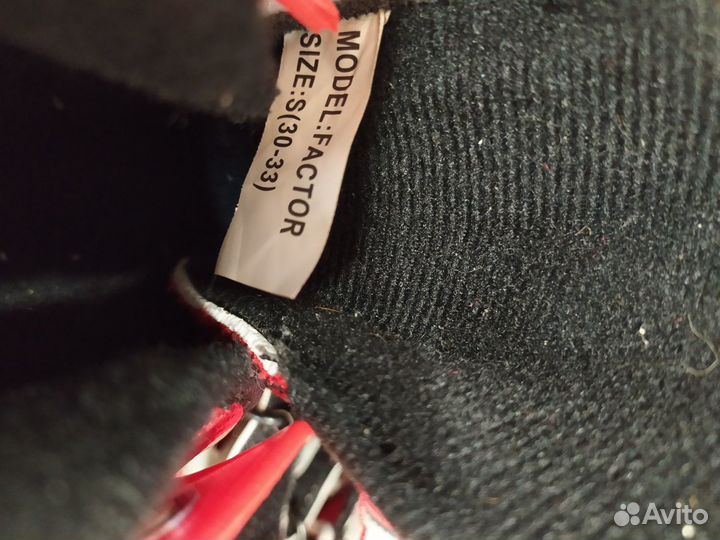 MODEL:FACTOR
SIZE:S(30-33)
Avito